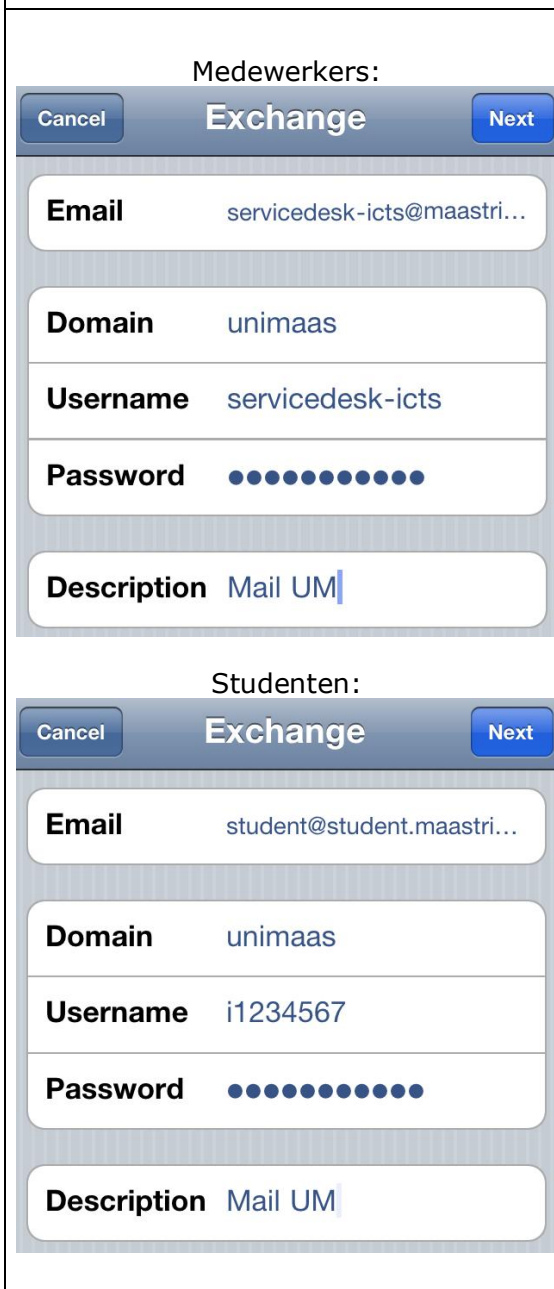 Medewerkers:
Cancel Exchange Next
Email servicedesk-icts@maastri...
Domain unimaas
Username servicedesk-icts
Password ●●●●●●●●●●●
Description Mail UM
Studenten:
Cancel Exchange Next
Email student@student.maastri...
Domain unimaas
Username i1234567
Password ●●●●●●●●●●●
Description Mail UM